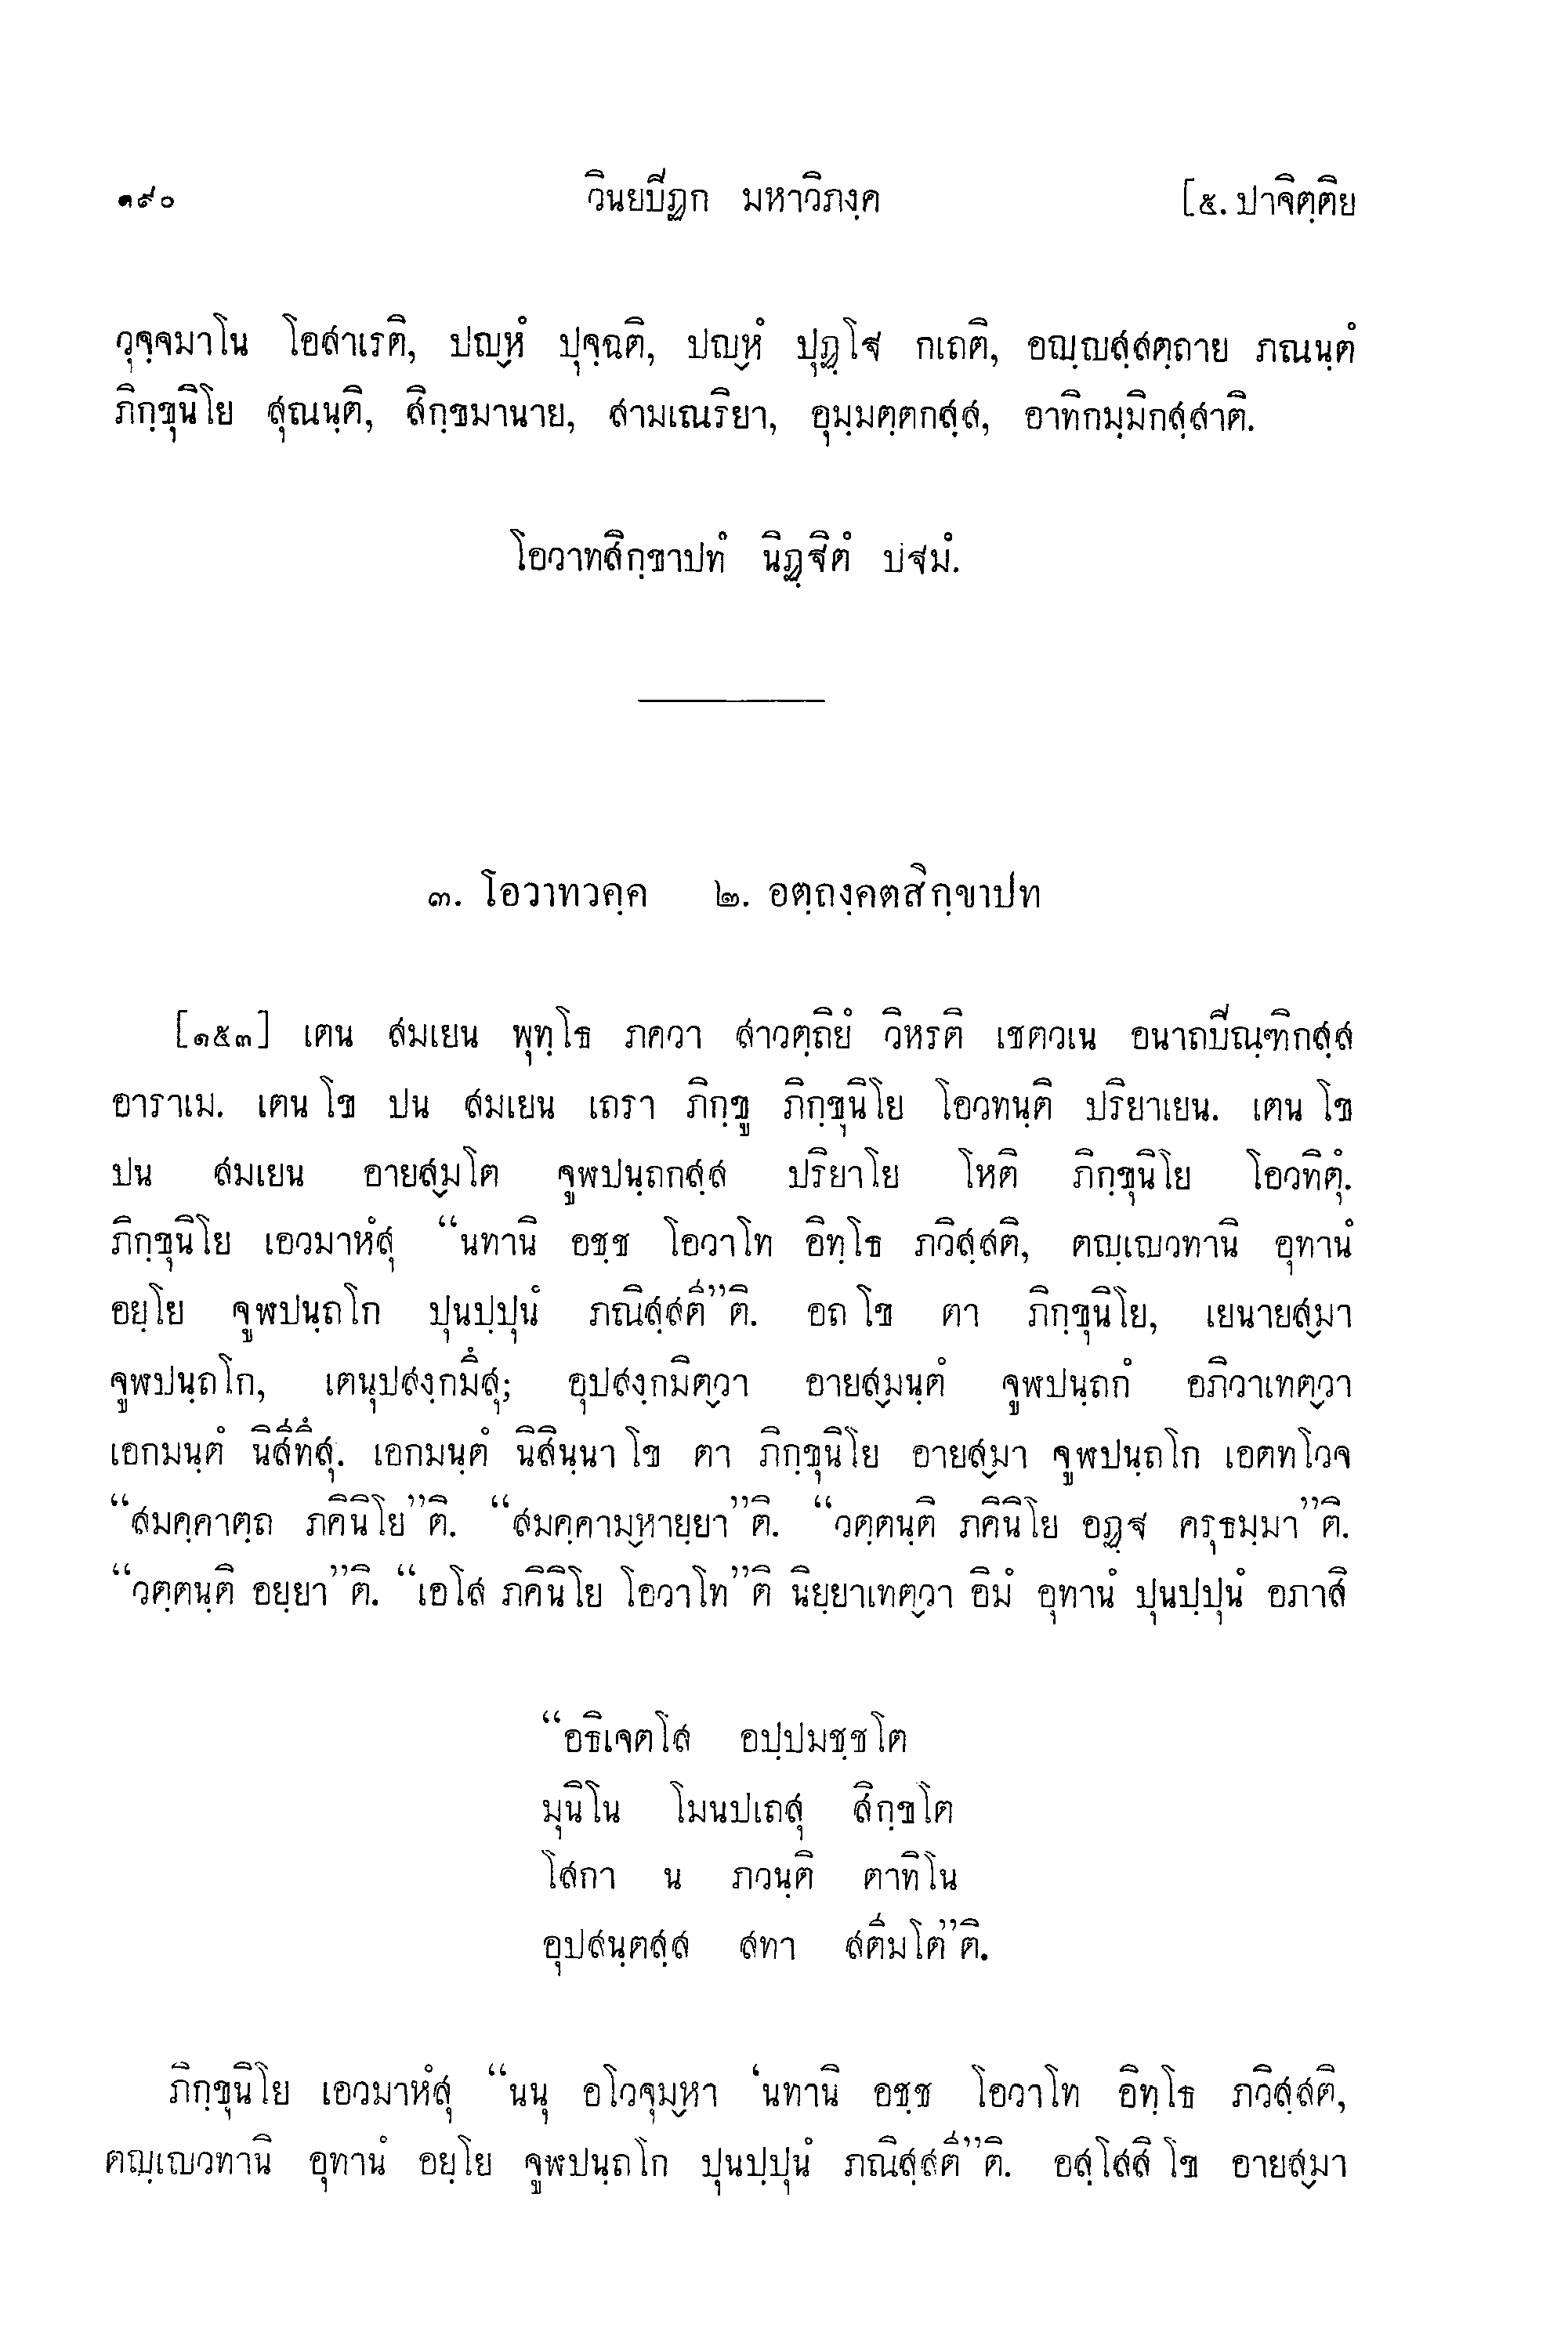 ๑๙๐ วินยปีฏก มหาวิภงฺค [๕. ปาจิตฺติย
วุจฺจมาโน โอสาเรติ, ปญฺหํ ปุจฺฉติ, ปญฺหํ ปุฏฺโฐ กเถติ, อญฺญสฺสตฺถาย ภณนฺตํ
ภิกฺขุนิโย สุณนฺติ, สิกฺขมานาย, สามเณริยา, อุมฺมตฺตกสฺส, อาทิกมฺมิกสฺสาติ.
โอวาทสิกฺขาปทํ นิฏฺฐิตํ ปฐมํ.
๓. โอวาทวคฺค ๒. อตฺถงฺคตสิกฺขาปท
[๑๕๓] เตน สมเยน พุทฺโธ ภควา สาวตฺถิยํ วิหรติ เชตวเน อนาถปิณฺฑิกสฺส
อาราเม. เตน โข ปน สมเยน เถรา ภิกฺขู ภิกฺขุนิโย โอวทนฺติ ปริยาเยน. เตน โข
ปน สมเยน อายสฺมโต จูฬปนฺถกสฺส ปริยาโย โหติ ภิกฺขุนิโย โอวทิตุํ.
ภิกฺขุนิโย เอวมาหํสุ “นทานิ อชฺช โอวาโท อิทฺโธ ภวิสฺสติ, ตญฺเญวทานิ อุทานํ
อยฺโย จูฬปนฺถโก ปุนปฺปุนํ ภณิสฺสตี”ติ. อถ โข ตา ภิกฺขุนิโย, เยนายสฺมา
จูฬปนฺถโก, เตนุปสงฺกมึสุ; อุปสงฺกมิตฺวา อายสฺมนฺตํ จูฬปนฺถกํ อภิวาเทตฺวา
เอกมนฺตํ นิสีทึสุ. เอกมนฺตํ นิสินฺนา โข ตา ภิกฺขุนิโย อายสฺมา จูฬปนฺถโก เอตทโวจ
“สมคฺคาตฺถ ภคินิโย”ติ. “สมคฺคามฺหายฺยา”ติ. “วตฺตนฺติ ภคินิโย อฏฺฐ ครุธมฺมา”ติ.
“วตฺตนฺติ อยฺยา”ติ. “เอโส ภคินิโย โอวาโท”ติ นิยฺยาเทตฺวา อิมํ อุทานํ ปุนปฺปุนํ อภาสิ
“อธิเจตโส อปฺปมชฺชโต
มุนิโน โมนปเถสุ สิกฺขโต
โสกา น ภวนฺติ ตาทิโน
อุปสนฺตสฺส สทา สตีมโต”ติ.
ภิกฺขุนิโย เอวมาหํสุ “นนุ อโวจุมฺหา ‘นทานิ อชฺช โอวาโท อิทฺโธ ภวิสฺสติ,
ตญฺเญวทานิ อุทานํ อยฺโย จูฬปนฺถโก ปุนปฺปุนํ ภณิสฺสตี”ติ. อสฺโสสิ โข อายสฺมา